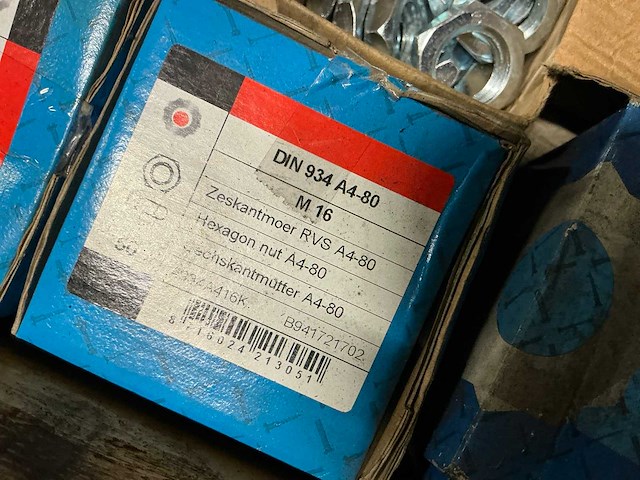 DIN 934 A4-80
M 16
Zeskantmoer RVS A4-80
Hexagon nut A4-80
Sechskantmutter A4-80
B941721702